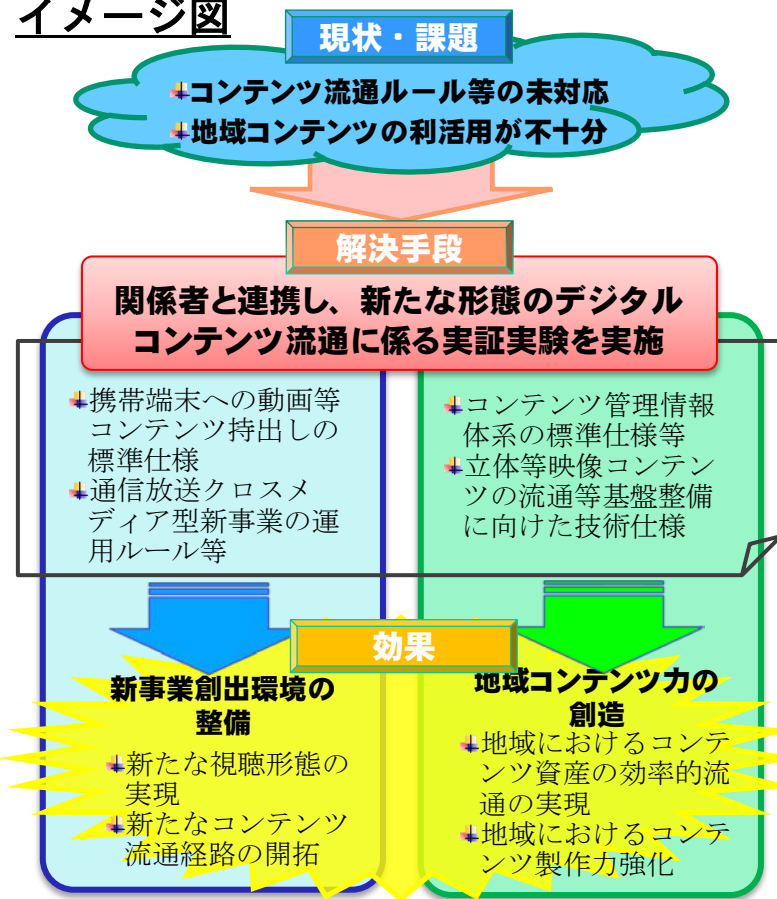 イメージ図
現状・課題
コンテンツ流通ルール等の未対応
地域コンテンツの利活用が不十分
解決手段
関係者と連携し、新たな形態のデジタル
コンテンツ流通に係る実証実験を実施
携帯端末への動画等
コンテンツ持出しの
標準仕様
通信放送クロスメ
ディア型新事業の運
用ルール等
コンテンツ管理情報
体系の標準仕様等
立体等映像コンテン
ツの流通等基盤整備
に向けた技術仕様
効果
新事業創出環境の
整備
新たな視聴形態の
実現
新たなコンテンツ
流通経路の開拓
地域コンテンツ力の
創造
地域におけるコンテ
ンツ資産の効率的流
通の実現
地域におけるコンテ
ンツ製作力強化